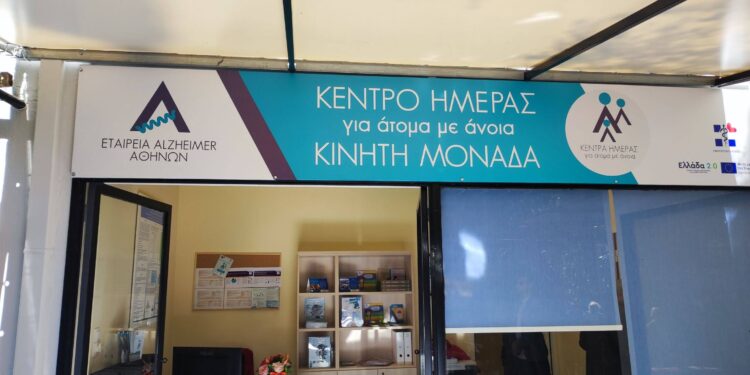 ΕΤΑΙΡΕΙΑ ALZHEIMER
ΑΘΗΝΩΝ
ΚΕΝΤΡΟ ΗΜΕΡΑΣ
για άτομα με άνοια
ΚΙΝΗΤΗ ΜΟΝΑΔΑ
ΚΕΝΤΡΑ ΗΜΕΡΑΣ
για άτομα με άνοια
Ελλάδα 2.0